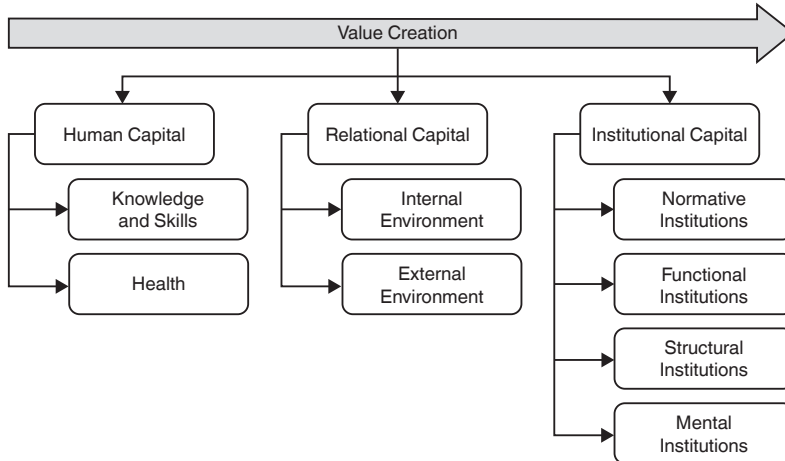 Value Creation
Human Capital
Relational Capital
Institutional Capital
Knowledge
and Skills
Internal
Environment
Normative
Institutions
Health
External
Environment
Functional
Institutions
Structural
Institutions
Mental
Institutions